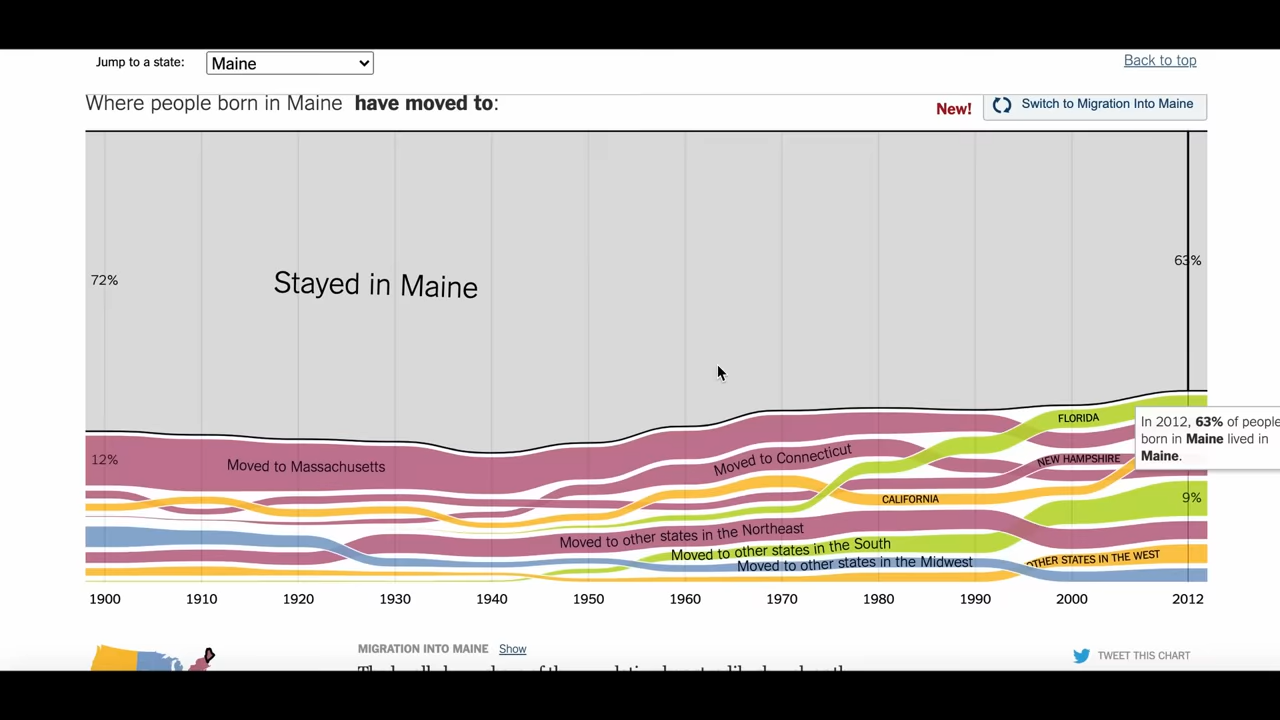 Jump to a state: Maine Back to top
Where people born in Maine have moved to: New! Switch to Migration Into Maine
72% 63%
Stayed in Maine
12% Moved to Massachusetts
Moved to Connecticut
FLORIDA
NEW HAMPSHIRE
CALIFORNIA
In 2012, 63% of people
born in Maine lived in
Maine.
9%
Moved to other states in the Northeast
Moved to other states in the South
Moved to other states in the Midwest
OTHER STATES IN THE WEST
1900 1910 1920 1930 1940 1950 1960 1970 1980 1990 2000 2012
MIGRATION INTO MAINE Show TWEET THIS CHART